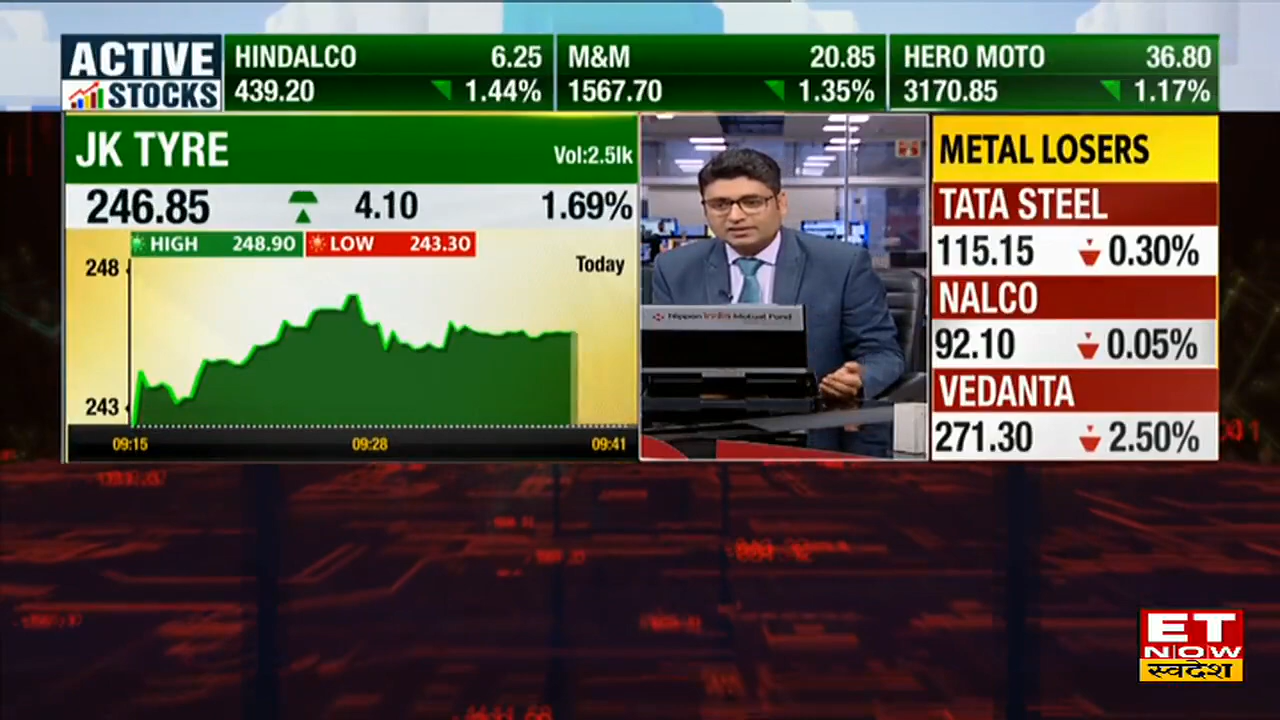 ACTIVE STOCKS
HINDALCO 6.25
439.20 1.44%
M&M 20.85
1567.70 1.35%
HERO MOTO 36.80
3170.85 1.17%
JK TYRE Vol:2.5lk
246.85 4.10 1.69%
HIGH 248.90 LOW 243.30
Today
248
243
09:15 09:28 09:41
Nippon India Mutual Fund
METAL LOSERS
TATA STEEL
115.15 0.30%
NALCO
92.10 0.05%
VEDANTA
271.30 2.50%
ET
NOW
स्वदेश